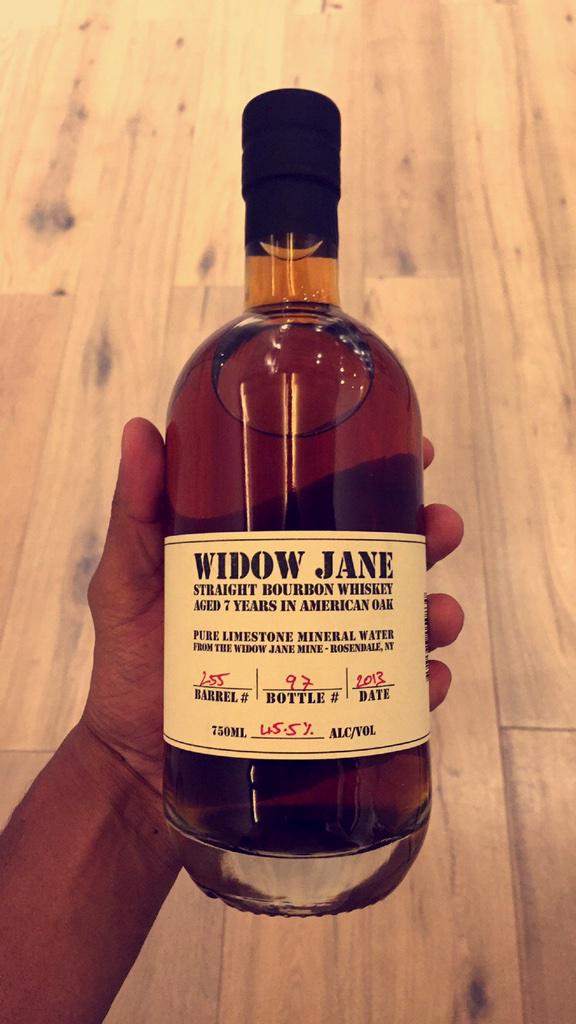 WIDOW JANE
STRAIGHT BOURBON WHISKEY
AGED 7 YEARS IN AMERICAN OAK
PURE LIMESTONE MINERAL WATER
FROM THE WIDOW JANE MINE - ROSENDALE, NY
255 97 2013
BARREL # BOTTLE # DATE
750ML 45.5% ALC/VOL